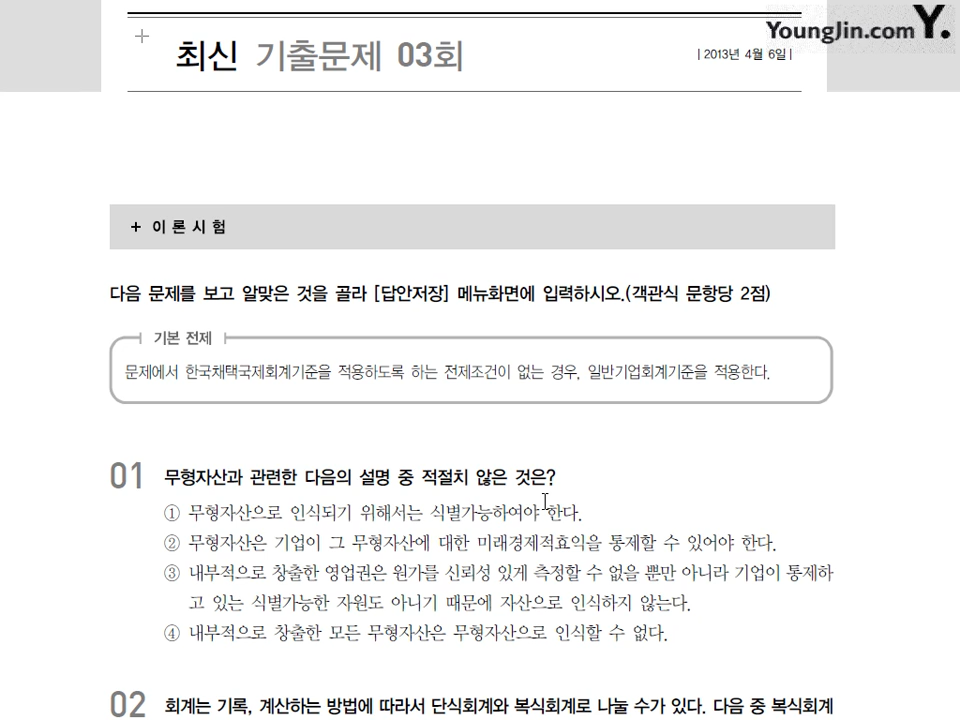 YoungJin.com Y.
최신 기출문제 03회
| 2013년 4월 6일 |
+ 이 론 시 험
다음 문제를 보고 알맞은 것을 골라 [답안저장] 메뉴화면에 입력하시오.(객관식 문항당 2점)
기본 전제
문제에서 한국채택국제회계기준을 적용하도록 하는 전제조건이 없는 경우, 일반기업회계기준을 적용한다.
01 무형자산과 관련한 다음의 설명 중 적절치 않은 것은?
① 무형자산으로 인식되기 위해서는 식별가능하여야 한다.
② 무형자산은 기업이 그 무형자산에 대한 미래경제적효익을 통제할 수 있어야 한다.
③ 내부적으로 창출한 영업권은 원가를 신뢰성 있게 측정할 수 없을 뿐만 아니라 기업이 통제하
고 있는 식별가능한 자원도 아니기 때문에 자산으로 인식하지 않는다.
④ 내부적으로 창출한 모든 무형자산은 무형자산으로 인식할 수 없다.
02 회계는 기록, 계산하는 방법에 따라서 단식회계와 복식회계로 나눌 수가 있다. 다음 중 복식회계